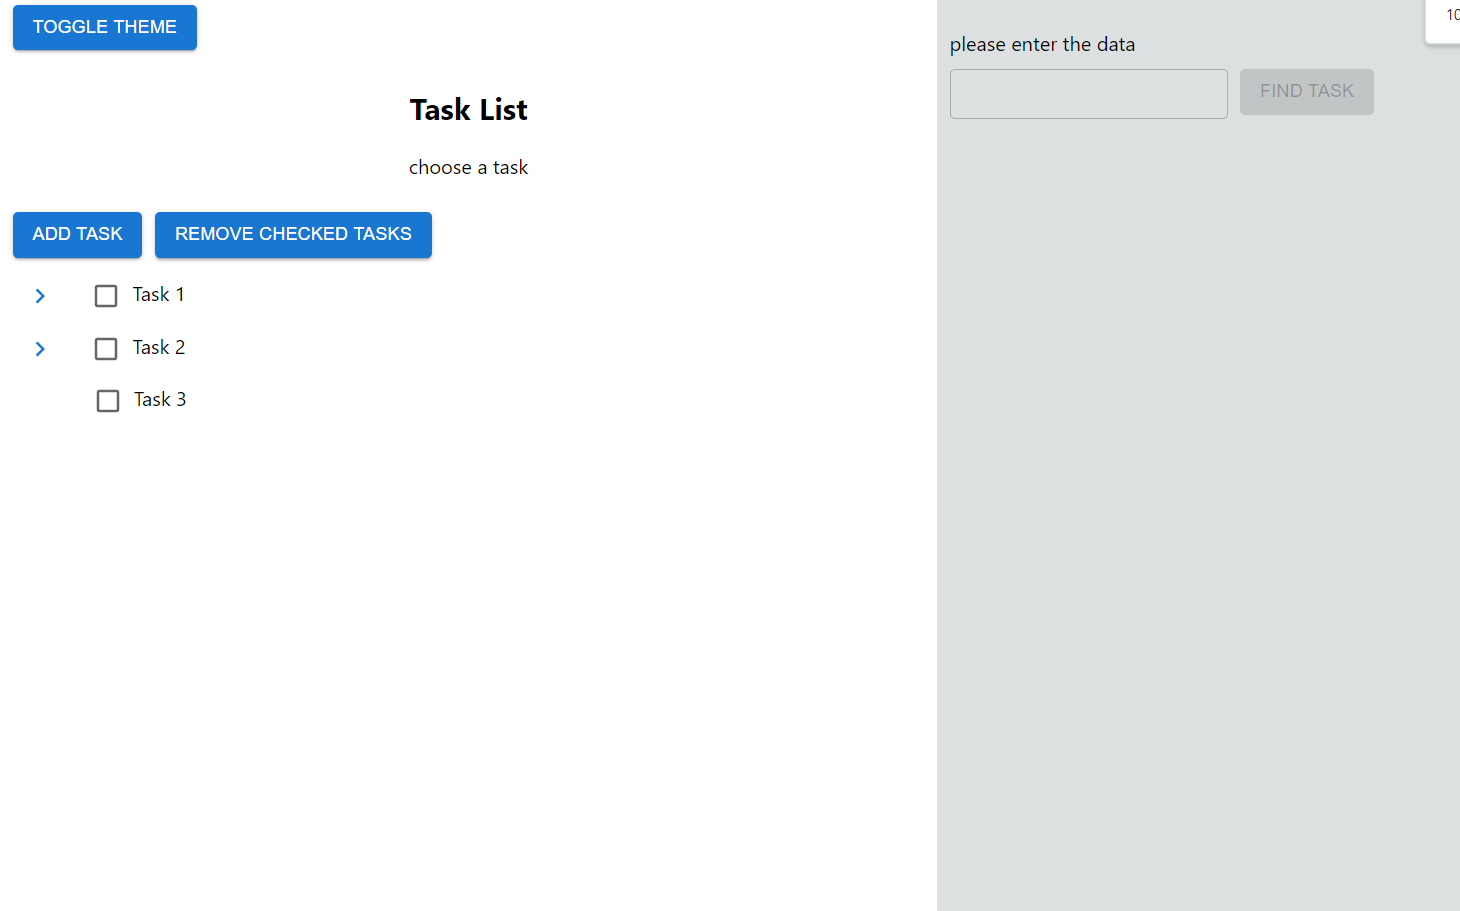 TOGGLE THEME
Task List
choose a task
ADD TASK
REMOVE CHECKED TASKS
Task 1
Task 2
Task 3
please enter the data
FIND TASK
10